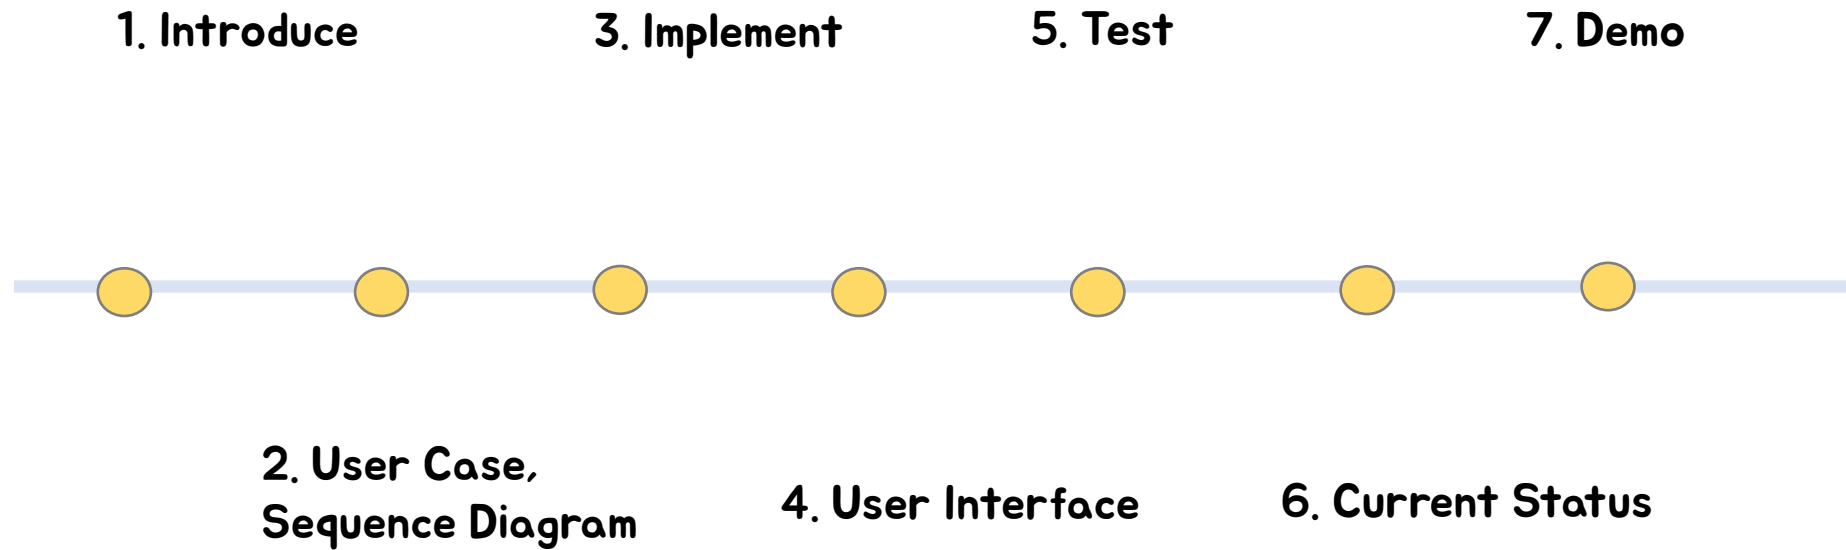 1. Introduce
3. Implement
5. Test
7. Demo
2. User Case,
Sequence Diagram
4. User Interface
6. Current Status